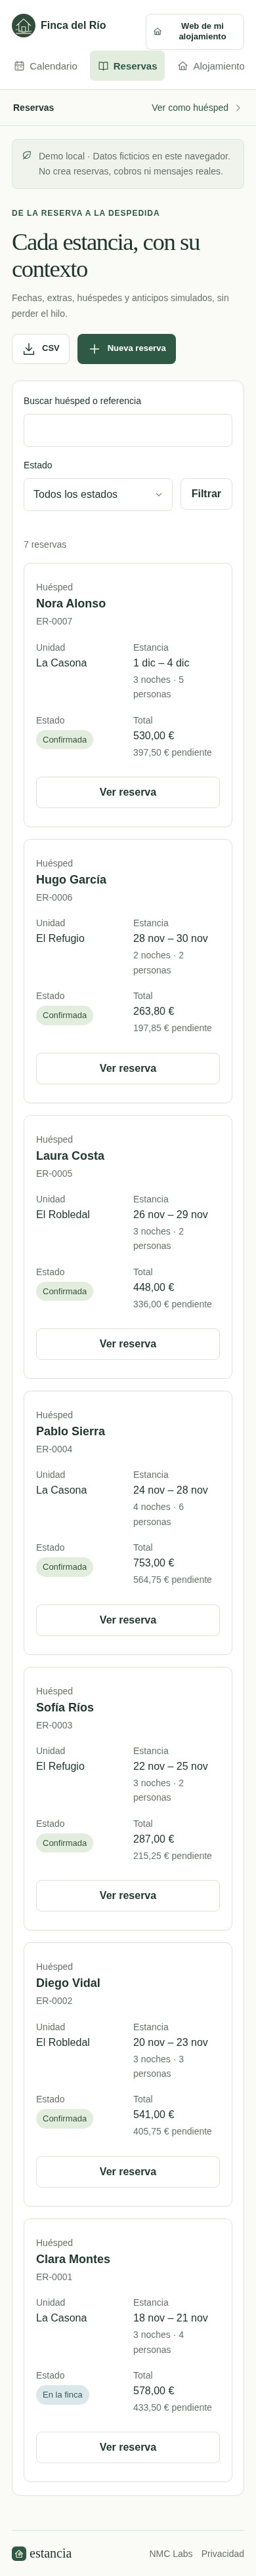 Finca del Río
Web de mi
alojamiento
Calendario
Reservas
Alojamiento
Reservas
Ver como huésped
Demo local · Datos ficticios en este navegador.
No crea reservas, cobros ni mensajes reales.
DE LA RESERVA A LA DESPEDIDA
Cada estancia, con su
contexto
Fechas, extras, huéspedes y anticipos simulados, sin
perder el hilo.
CSV
Nueva reserva
Buscar huésped o referencia
Estado
Todos los estados
Filtrar
7 reservas
Huésped
Nora Alonso
ER-0007
Unidad
La Casona
Estancia
1 dic – 4 dic
3 noches · 5
personas
Estado
Confirmada
Total
530,00 €
397,50 € pendiente
Ver reserva
Huésped
Hugo García
ER-0006
Unidad
El Refugio
Estancia
28 nov – 30 nov
2 noches · 2
personas
Estado
Confirmada
Total
263,80 €
197,85 € pendiente
Ver reserva
Huésped
Laura Costa
ER-0005
Unidad
El Robledal
Estancia
26 nov – 29 nov
3 noches · 2
personas
Estado
Confirmada
Total
448,00 €
336,00 € pendiente
Ver reserva
Huésped
Pablo Sierra
ER-0004
Unidad
La Casona
Estancia
24 nov – 28 nov
4 noches · 6
personas
Estado
Confirmada
Total
753,00 €
564,75 € pendiente
Ver reserva
Huésped
Sofía Ríos
ER-0003
Unidad
El Refugio
Estancia
22 nov – 25 nov
3 noches · 2
personas
Estado
Confirmada
Total
287,00 €
215,25 € pendiente
Ver reserva
Huésped
Diego Vidal
ER-0002
Unidad
El Robledal
Estancia
20 nov – 23 nov
3 noches · 3
personas
Estado
Confirmada
Total
541,00 €
405,75 € pendiente
Ver reserva
Huésped
Clara Montes
ER-0001
Unidad
La Casona
Estancia
18 nov – 21 nov
3 noches · 4
personas
Estado
En la finca
Total
578,00 €
433,50 € pendiente
Ver reserva
estancia
NMC Labs
Privacidad